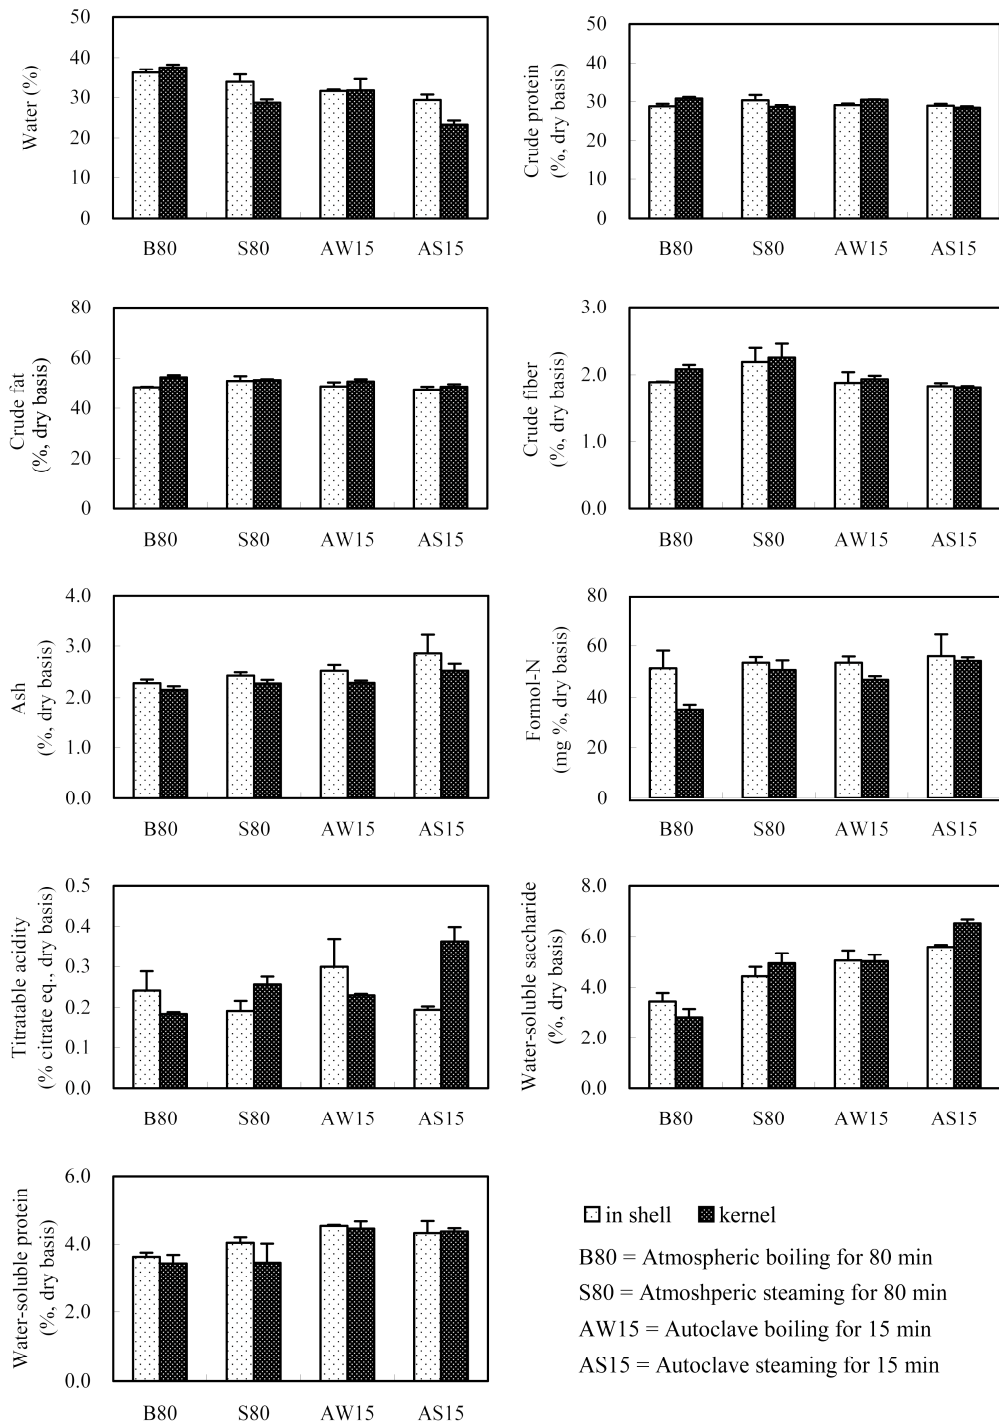 Water (%)
50
40
30
20
10
0
B80 S80 AW15 AS15
Crude protein
(%, dry basis)
50
40
30
20
10
0
B80 S80 AW15 AS15
Crude fat
(%, dry basis)
80
60
40
20
0
B80 S80 AW15 AS15
Crude fiber
(%, dry basis)
3.0
2.0
1.0
0.0
B80 S80 AW15 AS15
Ash
(%, dry basis)
4.0
3.0
2.0
1.0
0.0
B80 S80 AW15 AS15
Formol-N
(mg %, dry basis)
80
60
40
20
0
B80 S80 AW15 AS15
Titratable acidity
(% citrate eq., dry basis)
0.5
0.4
0.3
0.2
0.1
0.0
B80 S80 AW15 AS15
Water-soluble saccharide
(%, dry basis)
8.0
6.0
4.0
2.0
0.0
B80 S80 AW15 AS15
Water-soluble protein
(%, dry basis)
6.0
4.0
2.0
0.0
B80 S80 AW15 AS15
in shell kernel
B80 = Atmospheric boiling for 80 min
S80 = Atmoshperic steaming for 80 min
AW15 = Autoclave boiling for 15 min
AS15 = Autoclave steaming for 15 min